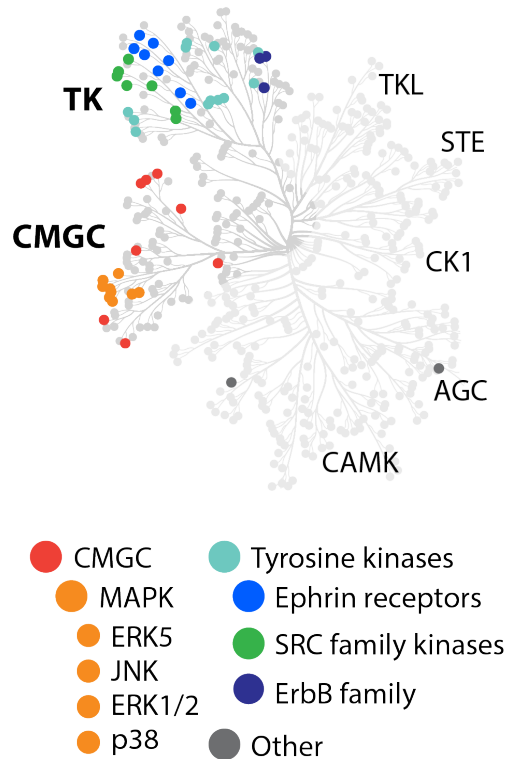 TK
TKL
STE
CMGC
CK1
AGC
CAMK
CMGC
MAPK
ERK5
JNK
ERK1/2
p38
Tyrosine kinases
Ephrin receptors
SRC family kinases
ErbB family
Other